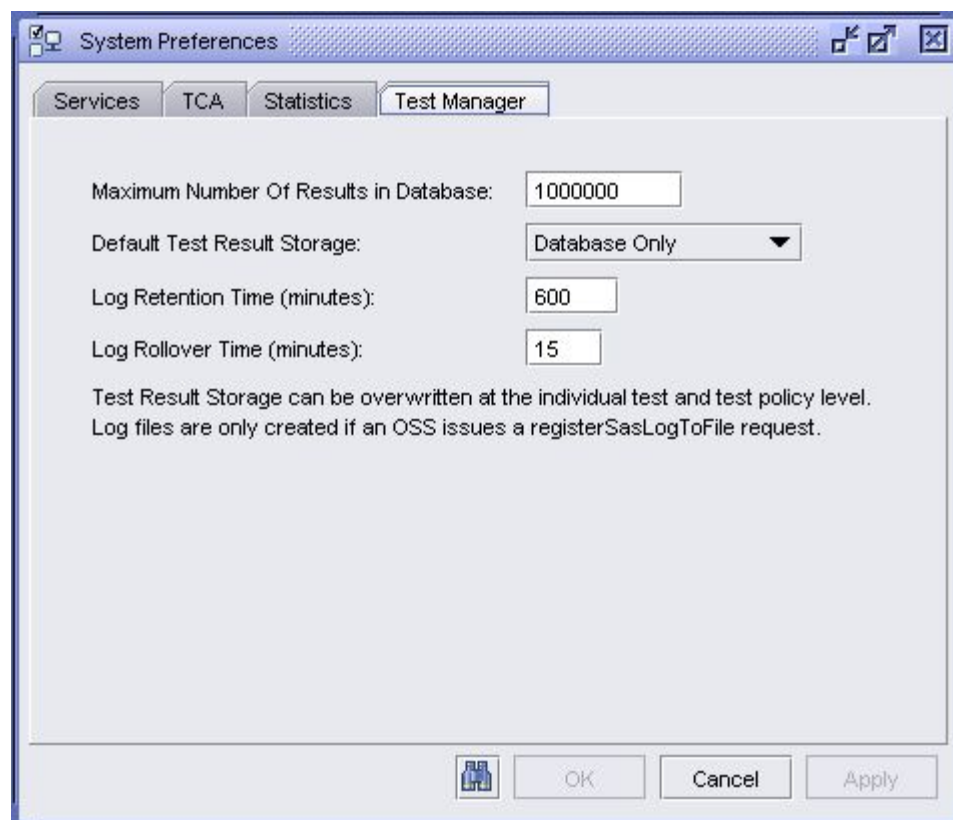 System Preferences
Services TCA Statistics Test Manager
Maximum Number Of Results in Database: 1000000
Default Test Result Storage: Database Only
Log Retention Time (minutes): 600
Log Rollover Time (minutes): 15
Test Result Storage can be overwritten at the individual test and test policy level.
Log files are only created if an OSS issues a registerSasLogToFile request.
OK Cancel Apply